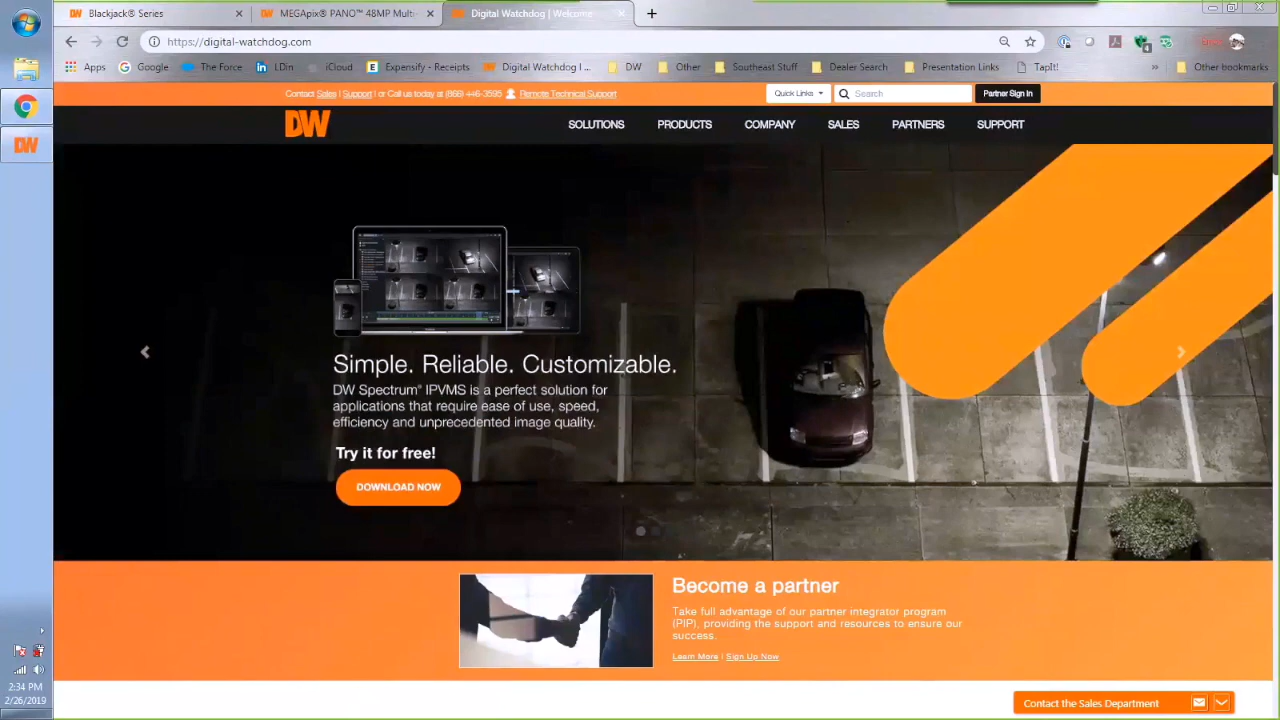 Blackjack® Series
MEGApix® PANO™ 48MP Multi-
Digital Watchdog | Welcome
https://digital-watchdog.com
Apps
Google
The Force
LDin
iCloud
Expensify - Receipts
Digital Watchdog | ...
DW
Other
Southeast Stuff
Dealer Search
Presentation Links
TapIt!
»
Other bookmarks
Contact Sales | Support | or Call us today at (866) 446-3595 Remote Technical Support
Quick Links
Search
Partner Sign In
DW
SOLUTIONS
PRODUCTS
COMPANY
SALES
PARTNERS
SUPPORT
Simple. Reliable. Customizable.
DW Spectrum® IPVMS is a perfect solution for
applications that require ease of use, speed,
efficiency and unprecedented image quality.
Try it for free!
DOWNLOAD NOW
Become a partner
Take full advantage of our partner integrator program
(PIP), providing the support and resources to ensure our
success.
Learn More | Sign Up Now
Contact the Sales Department
DW
2:34 PM
2/26/2019